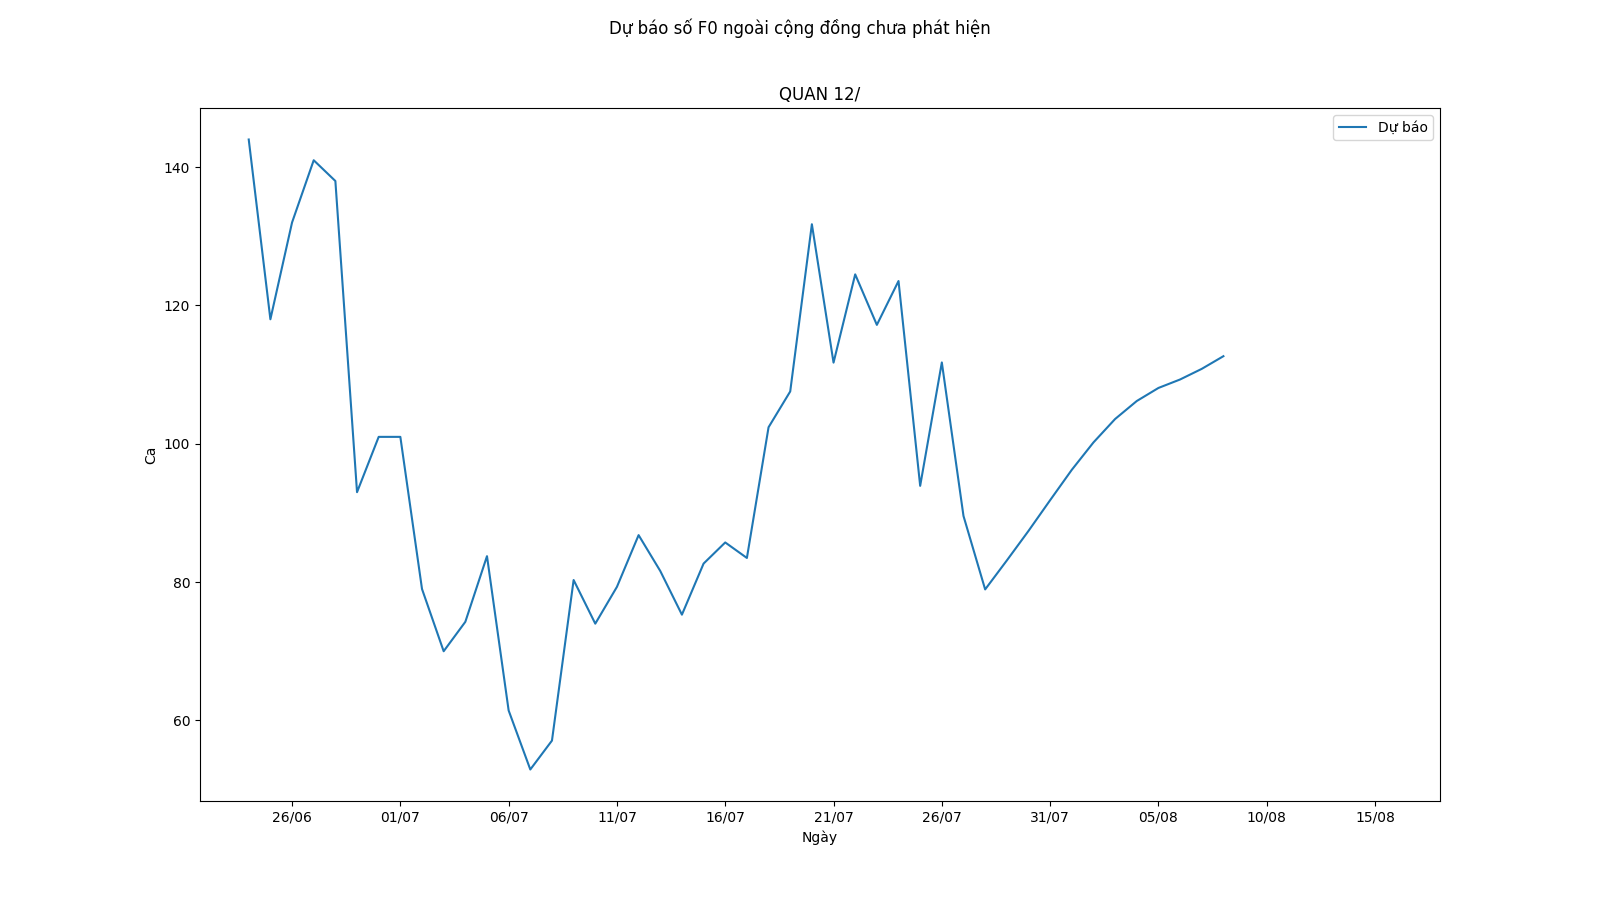 Dự báo số F0 ngoài cộng đồng chưa phát hiện
QUAN 12/
Dự báo
140
120
100
80
60
Ca
26/06 01/07 06/07 11/07 16/07 21/07 26/07 31/07 05/08 10/08 15/08
Ngày